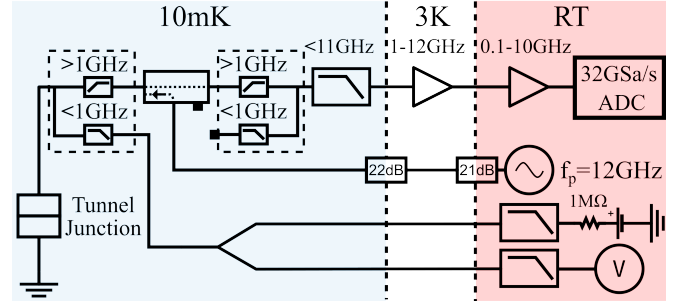 10mK
3K
RT
>1GHz
>1GHz
<11GHz
1-12GHz
0.1-10GHz
<1GHz
<1GHz
32GSa/s
ADC
22dB
21dB
fp=12GHz
Tunnel
Junction
1MΩ
+
V